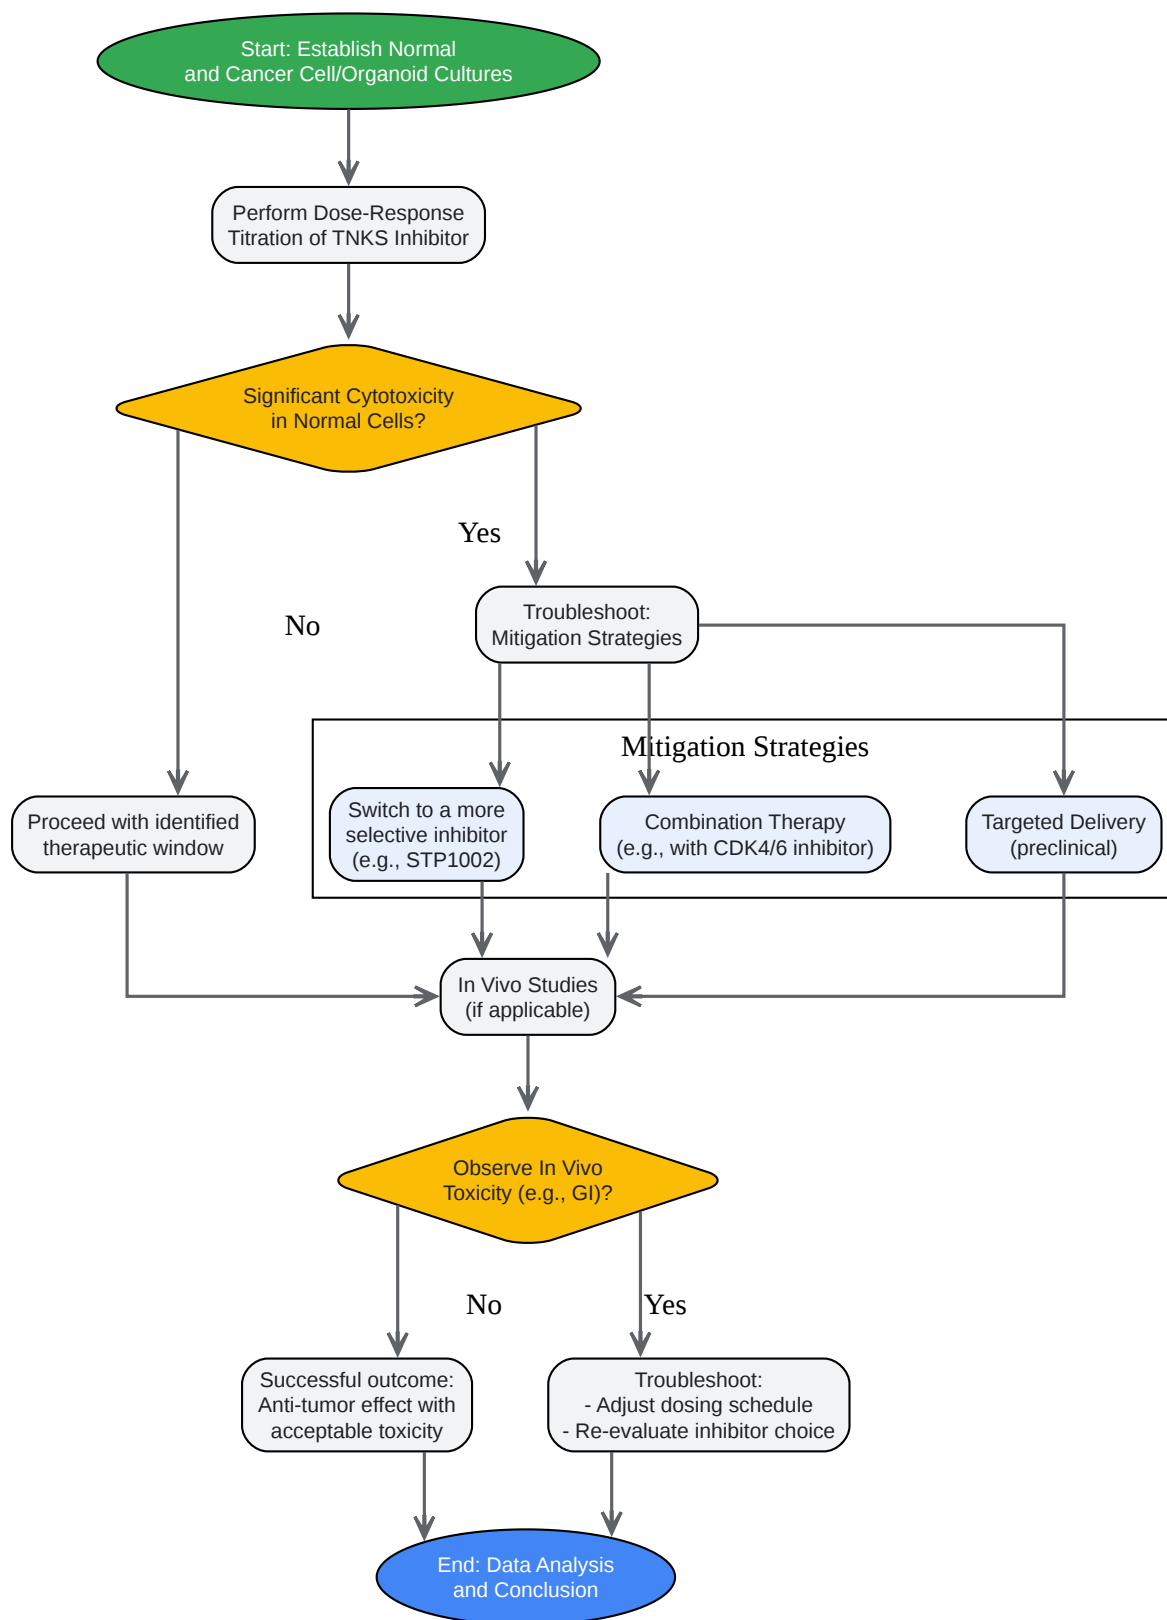 Start: Establish Normal
and Cancer Cell/Organoid Cultures
Perform Dose-Response
Titration of TNKS Inhibitor
Significant Cytotoxicity
in Normal Cells?
Yes
No
Troubleshoot:
Mitigation Strategies
Mitigation Strategies
Proceed with identified
therapeutic window
Switch to a more
selective inhibitor
(e.g., STP1002)
Combination Therapy
(e.g., with CDK4/6 inhibitor)
Targeted Delivery
(preclinical)
In Vivo Studies
(if applicable)
Observe In Vivo
Toxicity (e.g., GI)?
No
Yes
Successful outcome:
Anti-tumor effect with
acceptable toxicity
Troubleshoot:
- Adjust dosing schedule
- Re-evaluate inhibitor choice
End: Data Analysis
and Conclusion